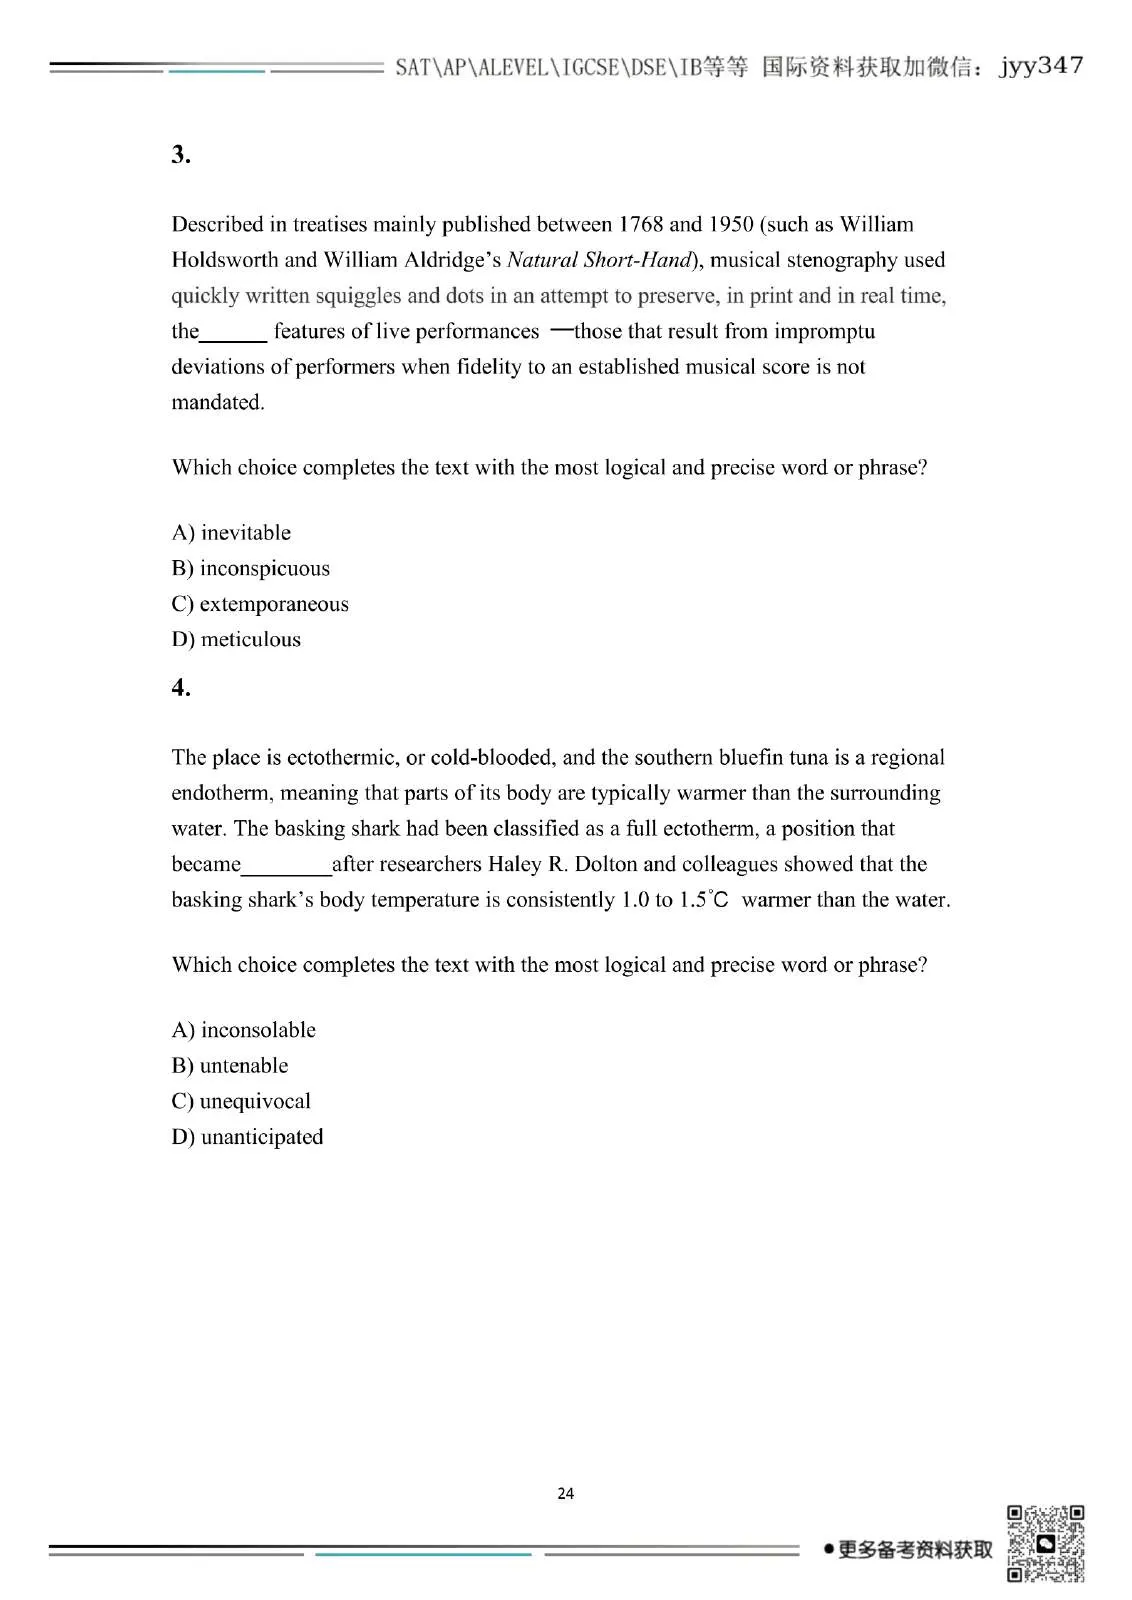 SAT\AP\ALEVEL\IGCSE\DSE\IB等等 国际资料获取加微信：jyy347
3.
Described in treatises mainly published between 1768 and 1950 (such as William
Holdsworth and William Aldridge's Natural Short-Hand), musical stenography used
quickly written squiggles and dots in an attempt to preserve, in print and in real time,
the______ features of live performances —those that result from impromptu
deviations of performers when fidelity to an established musical score is not
mandated.
Which choice completes the text with the most logical and precise word or phrase?
A) inevitable
B) inconspicuous
C) extemporaneous
D) meticulous
4.
The place is ectothermic, or cold-blooded, and the southern bluefin tuna is a regional
endotherm, meaning that parts of its body are typically warmer than the surrounding
water. The basking shark had been classified as a full ectotherm, a position that
became________after researchers Haley R. Dolton and colleagues showed that the
basking shark's body temperature is consistently 1.0 to 1.5℃ warmer than the water.
Which choice completes the text with the most logical and precise word or phrase?
A) inconsolable
B) untenable
C) unequivocal
D) unanticipated
24
●更多备考资料获取